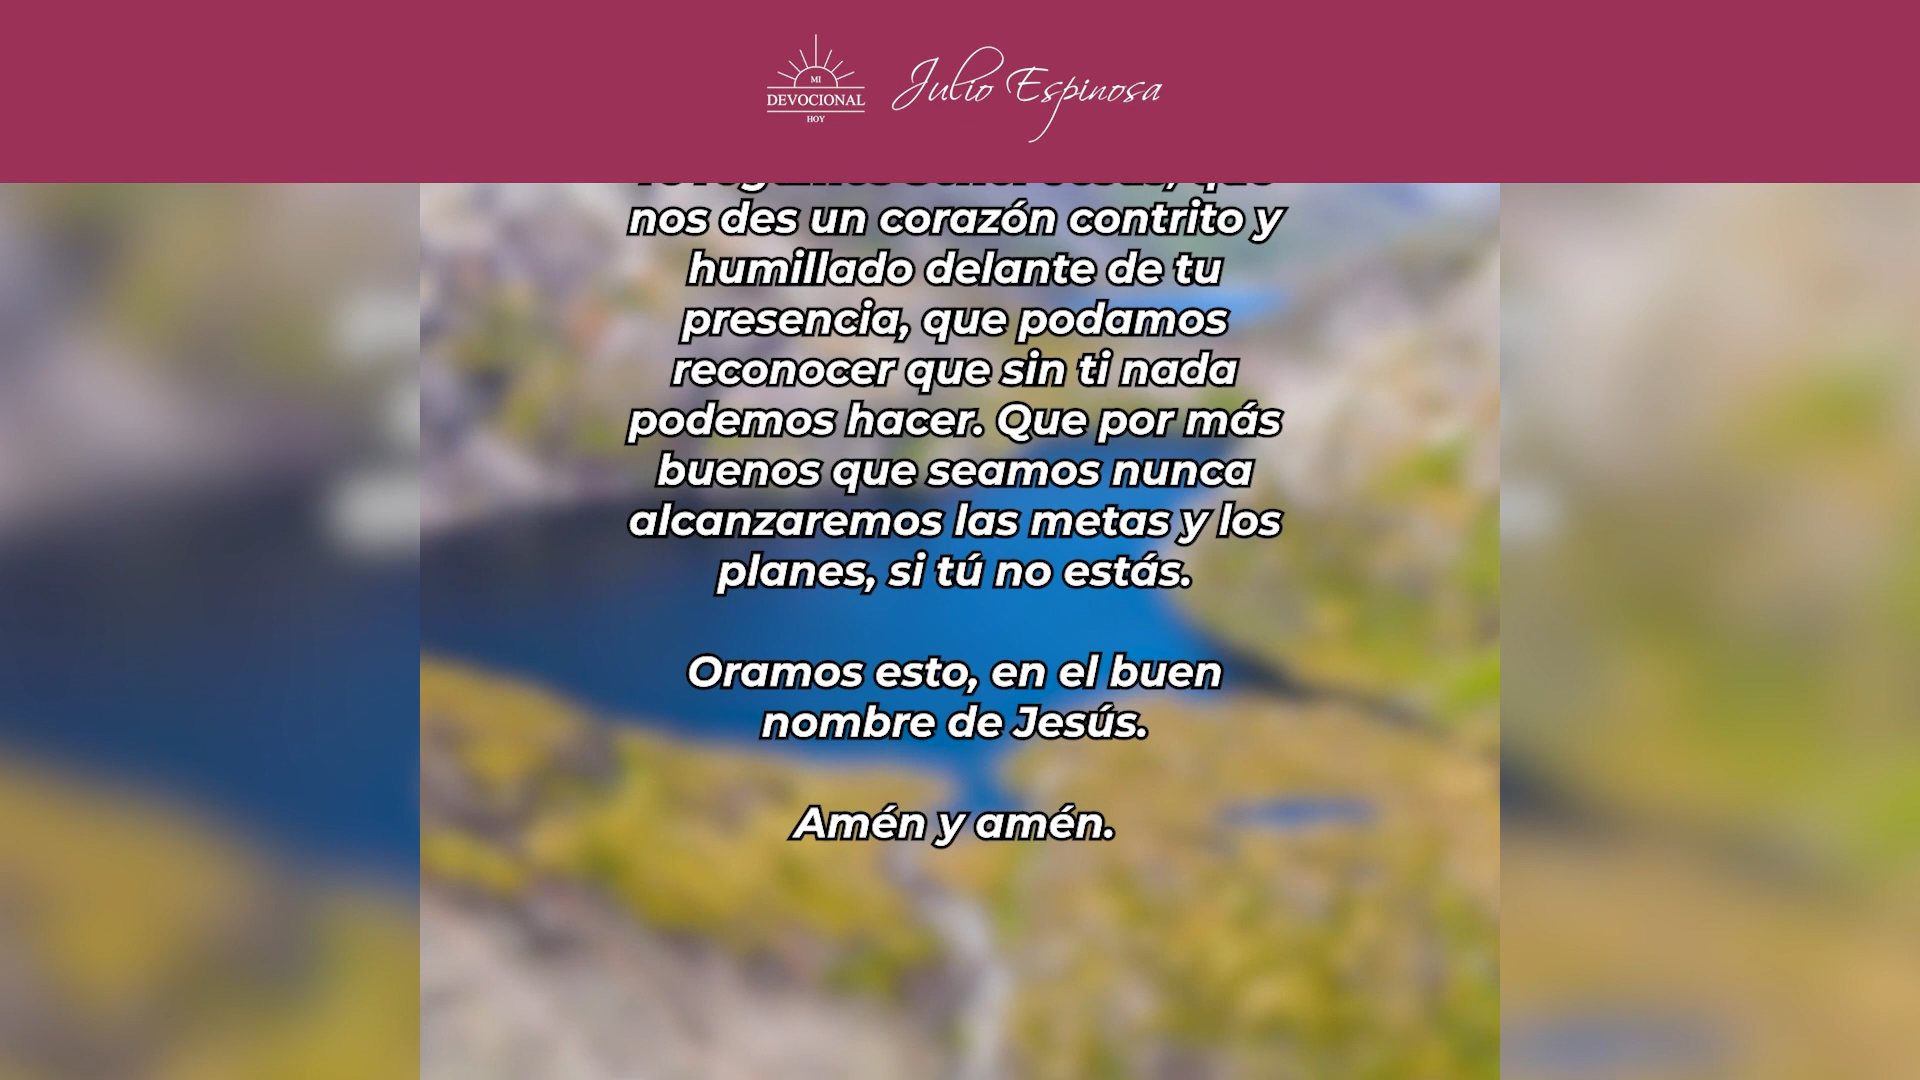 MI
DEVOCIONAL
HOY
Julio Espinosa
nos des un corazón contrito y
humillado delante de tu
presencia, que podamos
reconocer que sin ti nada
podemos hacer. Que por más
buenos que seamos nunca
alcanzaremos las metas y los
planes, si tú no estás.
Oramos esto, en el buen
nombre de Jesús.
Amén y amén.